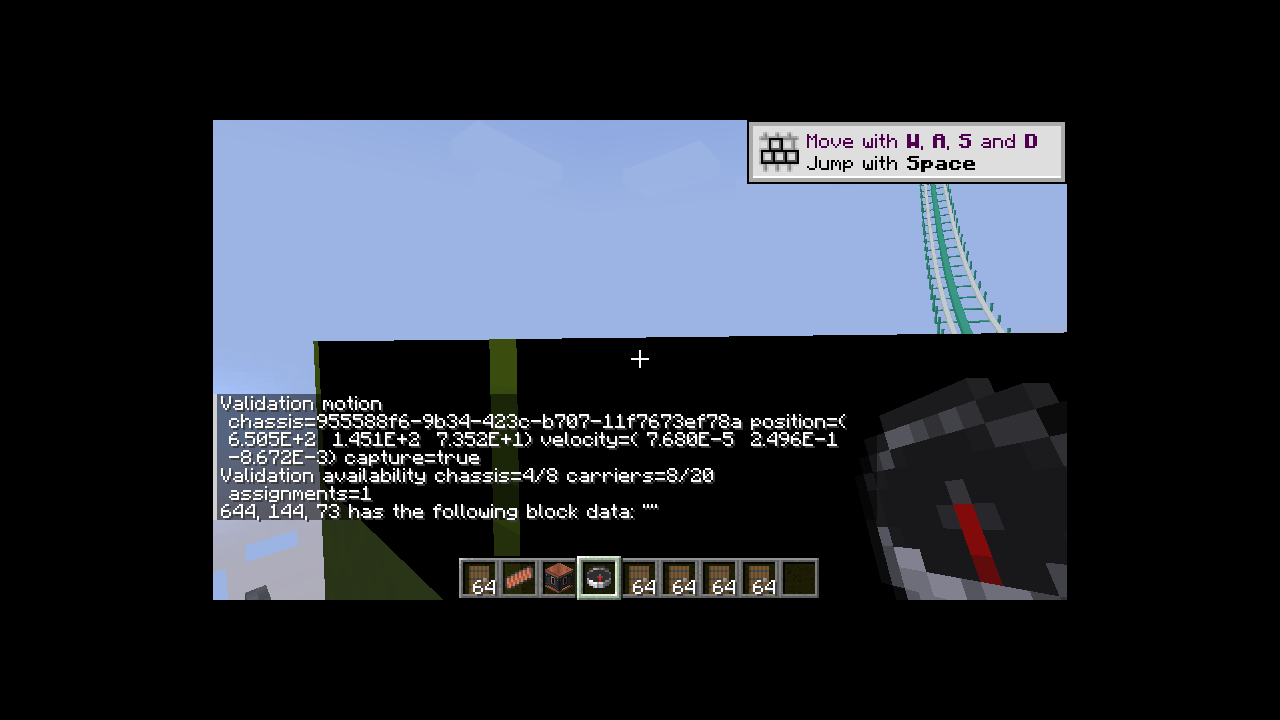 Move with W, A, S and D
Jump with Space
Validation motion
chassis=955588f6-9b34-423c-b707-11f7673ef78a position=(
6.505E+2 1.451E+2 7.352E+1) velocity=( 7.680E-5 2.496E-1
-8.672E-3) capture=true
Validation availability chassis=4/8 carriers=8/20
assignments=1
644, 144, 73 has the following block data: ""
64 64 64 64 64